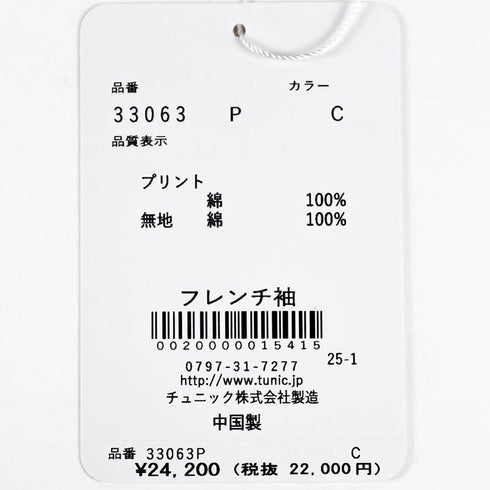 品番 カラー
33063 P C
品質表示
プリント
綿 100%
無地 綿 100%
フレンチ袖
0020000015415
0797-31-7277 25-1
http://www.tunic.jp
チュニック株式会社製造
中国製
品番 33063P C
¥24,200 (税抜 22,000円)